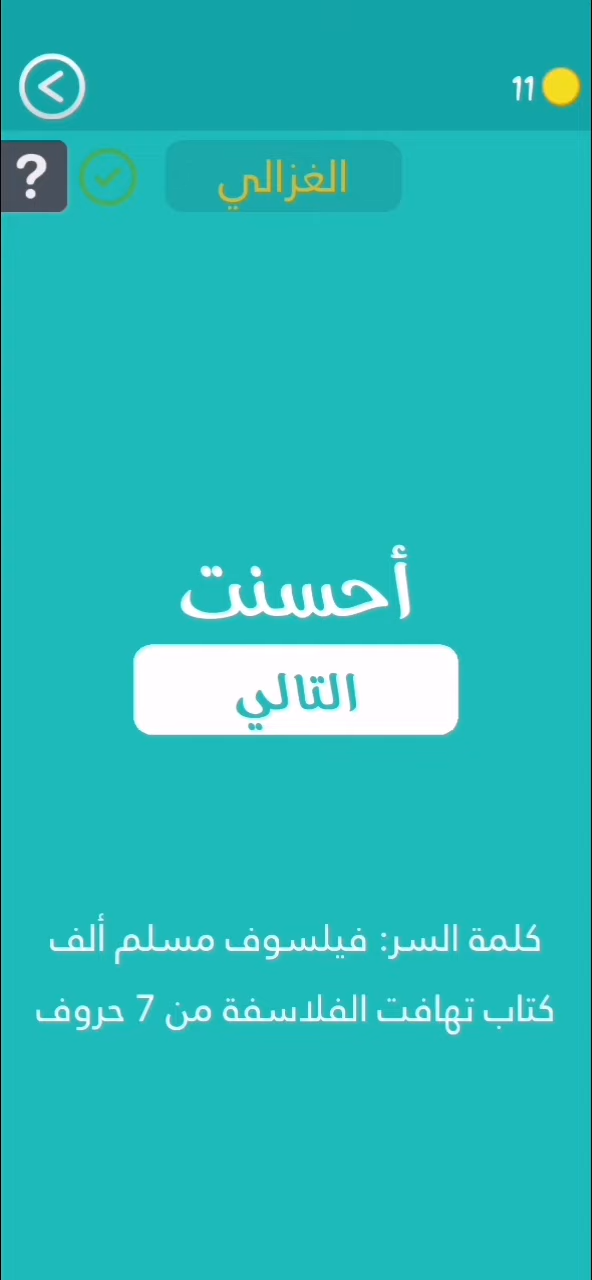 11
?
الغزالي
أحسنت
التالي
كلمة السر: فيلسوف مسلم ألف
كتاب تهافت الفلاسفة من 7 حروف